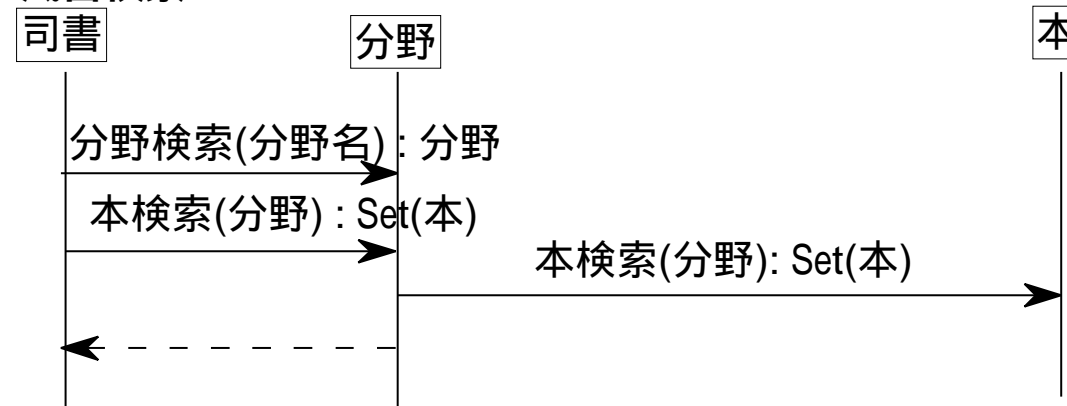 司書
分野
本
分野検索(分野名) : 分野
本検索(分野) : Set(本)
本検索(分野): Set(本)